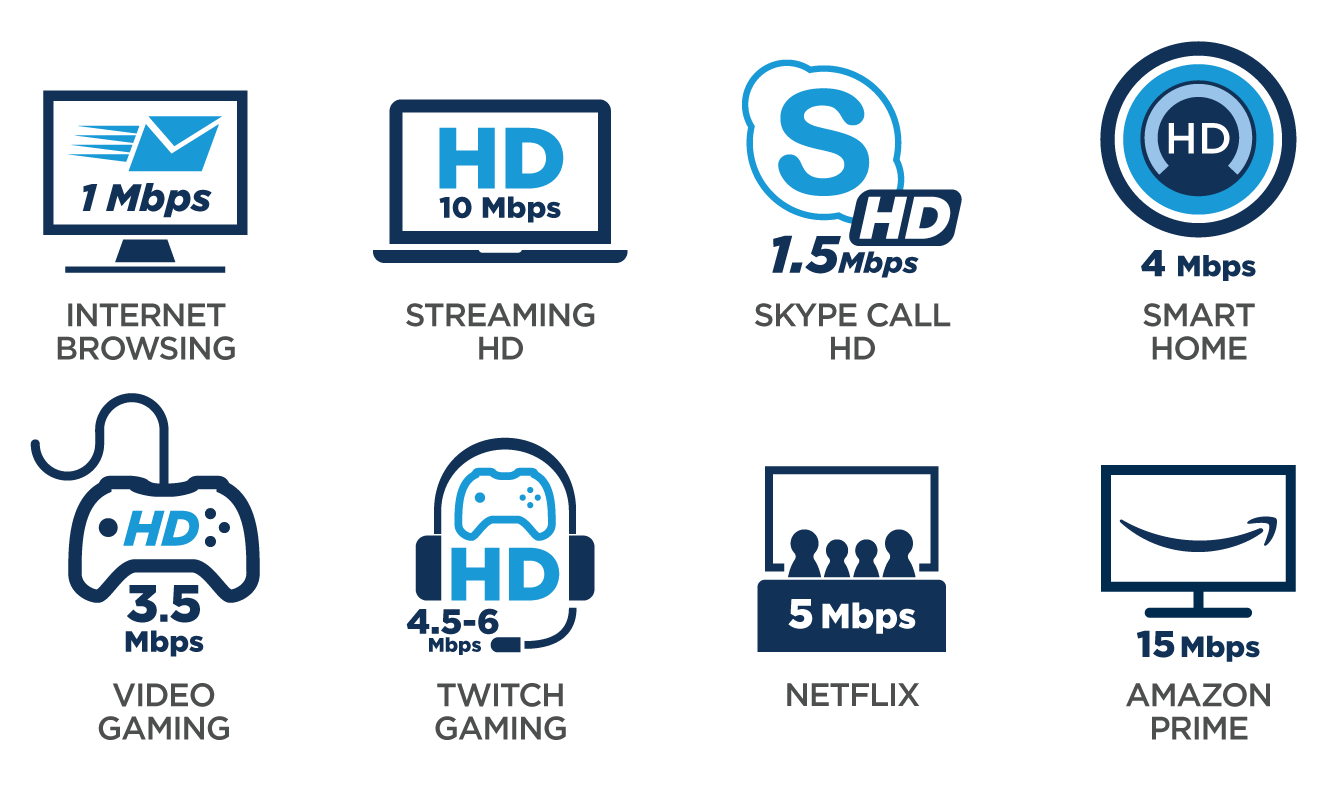 1 Mbps
INTERNET
BROWSING
HD
10 Mbps
STREAMING
HD
S
HD
1.5 Mbps
SKYPE CALL
HD
HD
4 Mbps
SMART
HOME
HD
3.5
Mbps
VIDEO
GAMING
HD
4.5-6
Mbps
TWITCH
GAMING
5 Mbps
NETFLIX
15 Mbps
AMAZON
PRIME